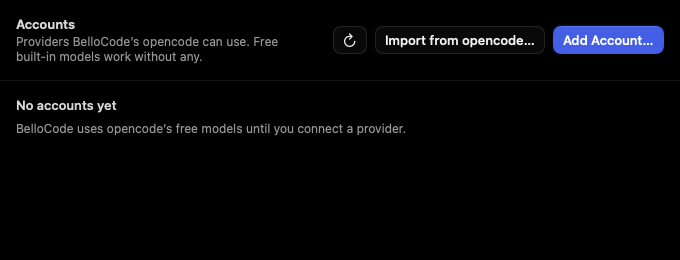 Accounts
Providers BelloCode’s opencode can use. Free
built-in models work without any.
Import from opencode...
Add Account...
No accounts yet
BelloCode uses opencode’s free models until you connect a provider.